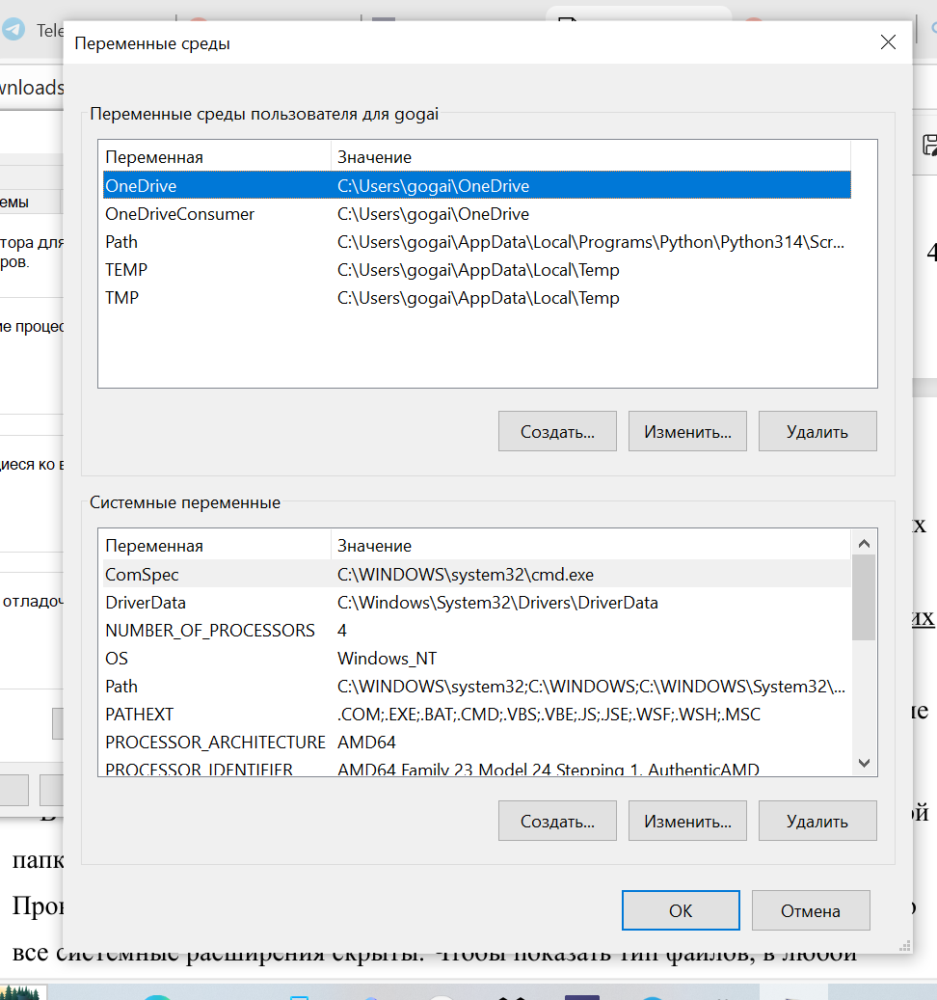 Tele
wnloads
Переменные среды
Переменные среды пользователя для gogai
Переменная Значение
OneDrive C:\Users\gogai\OneDrive
OneDriveConsumer C:\Users\gogai\OneDrive
Path C:\Users\gogai\AppData\Local\Programs\Python\Python314\Scr...
TEMP C:\Users\gogai\AppData\Local\Temp
TMP C:\Users\gogai\AppData\Local\Temp
Создать... Изменить... Удалить
Системные переменные
Переменная Значение
ComSpec C:\WINDOWS\system32\cmd.exe
DriverData C:\Windows\System32\Drivers\DriverData
NUMBER_OF_PROCESSORS 4
OS Windows_NT
Path C:\WINDOWS\system32;C:\WINDOWS;C:\WINDOWS\System32\...
PATHEXT .COM;.EXE;.BAT;.CMD;.VBS;.VBE;.JS;.JSE;.WSF;.WSH;.MSC
PROCESSOR_ARCHITECTURE AMD64
PROCESSOR_IDENTIFIER AMD64 Family 23 Model 24 Stepping 1, AuthenticAMD
Создать... Изменить... Удалить
OK Отмена
емы
тора для
ров.
ие процес
щиеся ко в
отладоч
4
их
папк
все системные расширения скрыты. Чтобы показать тип файлов, в любой